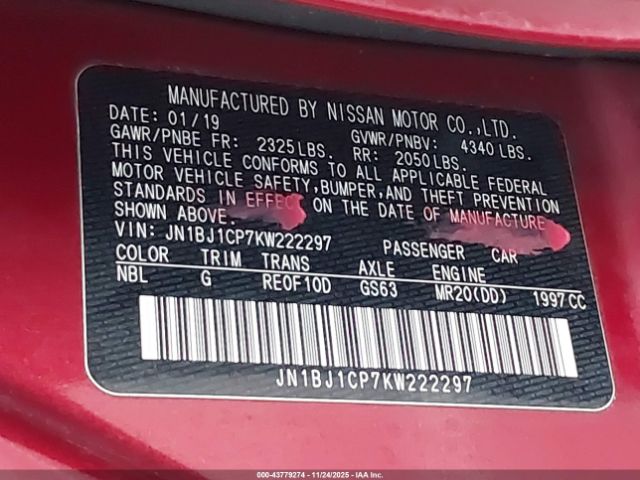 MANUFACTURED BY NISSAN MOTOR CO.,LTD.
DATE: 01/19
GAWR/PNBE FR: 2325LBS. GVWR/PNBV: 4340 LBS.
RR: 2050LBS.
THIS VEHICLE CONFORMS TO ALL APPLICABLE FEDERAL
MOTOR VEHICLE SAFETY,BUMPER,AND THEFT PREVENTION
STANDARDS IN EFFECT ON THE DATE OF MANUFACTURE
SHOWN ABOVE.
VIN: JN1BJ1CP7KW222297 PASSENGER CAR
COLOR TRIM TRANS AXLE ENGINE
NBL G REOF10D GS63 MR20(DD) 1997CC
JN1BJ1CP7KW222297
000-43779274 - 11/24/2025 - IAA Inc.